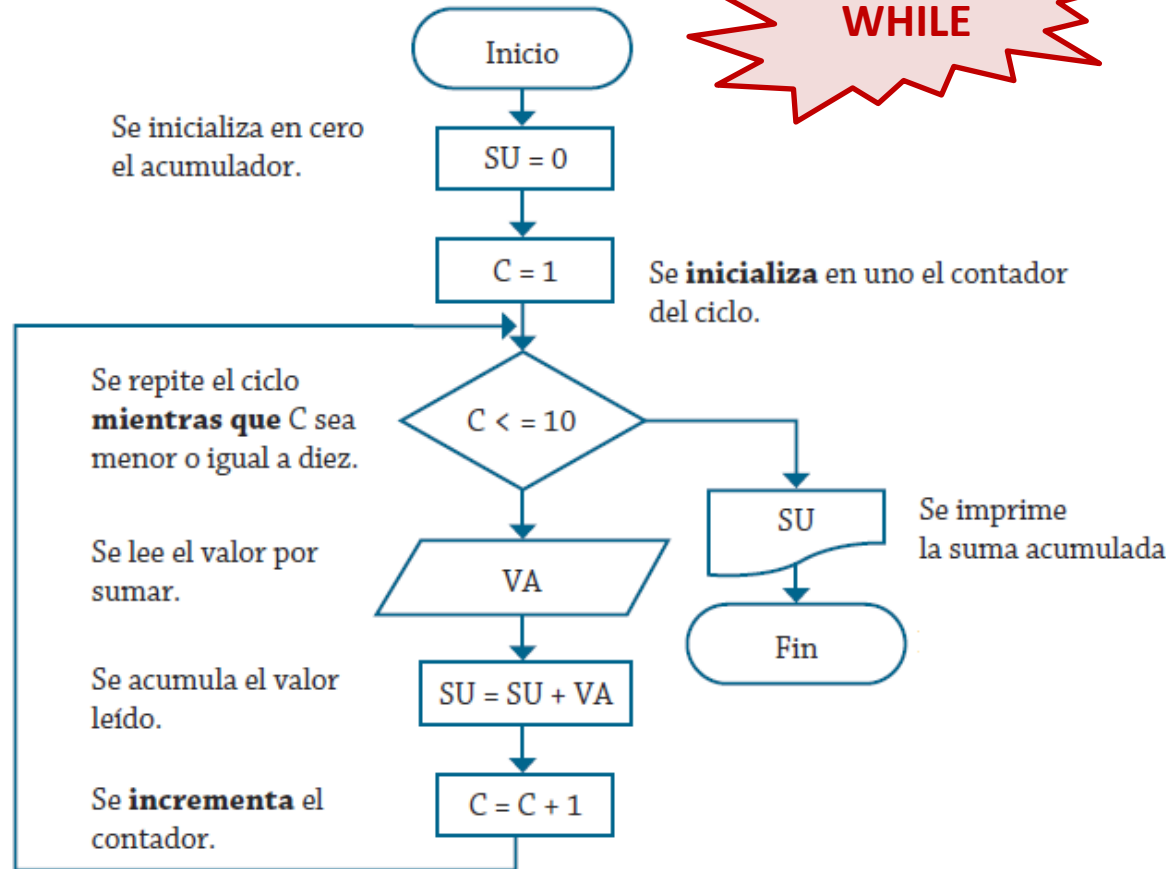 WHILE
Inicio
Se inicializa en cero
el acumulador.
SU = 0
C = 1
Se inicializa en uno el contador
del ciclo.
Se repite el ciclo
mientras que C sea
menor o igual a diez.
C < = 10
SU
Se imprime
la suma acumulada
Se lee el valor por
sumar.
VA
Fin
Se acumula el valor
leído.
SU = SU + VA
Se incrementa el
contador.
C = C + 1